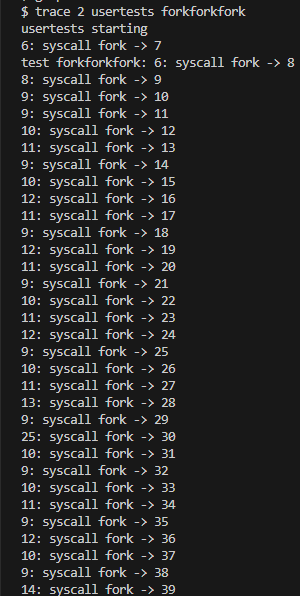 $ trace 2 usertests forkforkfork
usertests starting
6: syscall fork -> 7
test forkforkfork: 6: syscall fork -> 8
8: syscall fork -> 9
9: syscall fork -> 10
9: syscall fork -> 11
10: syscall fork -> 12
11: syscall fork -> 13
9: syscall fork -> 14
10: syscall fork -> 15
12: syscall fork -> 16
11: syscall fork -> 17
9: syscall fork -> 18
12: syscall fork -> 19
11: syscall fork -> 20
9: syscall fork -> 21
10: syscall fork -> 22
11: syscall fork -> 23
12: syscall fork -> 24
9: syscall fork -> 25
10: syscall fork -> 26
11: syscall fork -> 27
13: syscall fork -> 28
9: syscall fork -> 29
25: syscall fork -> 30
10: syscall fork -> 31
9: syscall fork -> 32
10: syscall fork -> 33
11: syscall fork -> 34
9: syscall fork -> 35
12: syscall fork -> 36
10: syscall fork -> 37
9: syscall fork -> 38
14: syscall fork -> 39